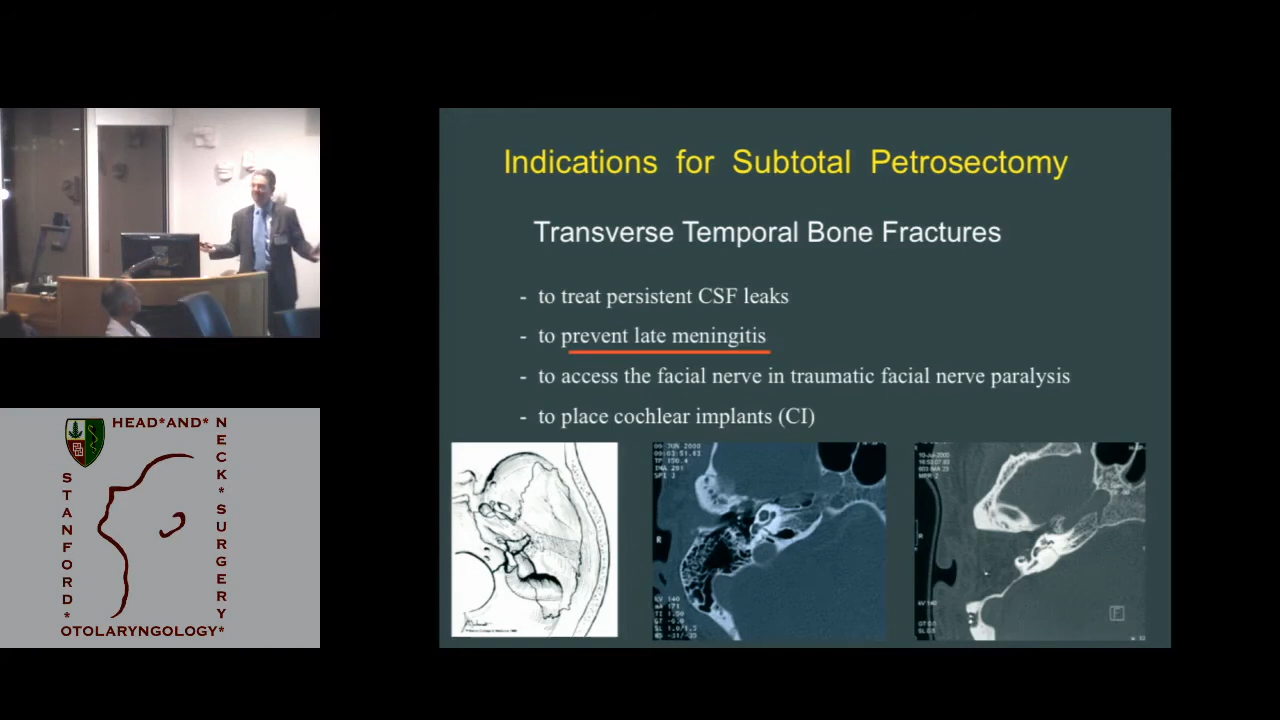 Indications for Subtotal Petrosectomy
Transverse Temporal Bone Fractures
- to treat persistent CSF leaks
- to prevent late meningitis
- to access the facial nerve in traumatic facial nerve paralysis
- to place cochlear implants (CI)
HEAD*AND*
NECK*SURGERY*
STANFORD*
OTOLARYNGOLOGY*
R
KV 140
R